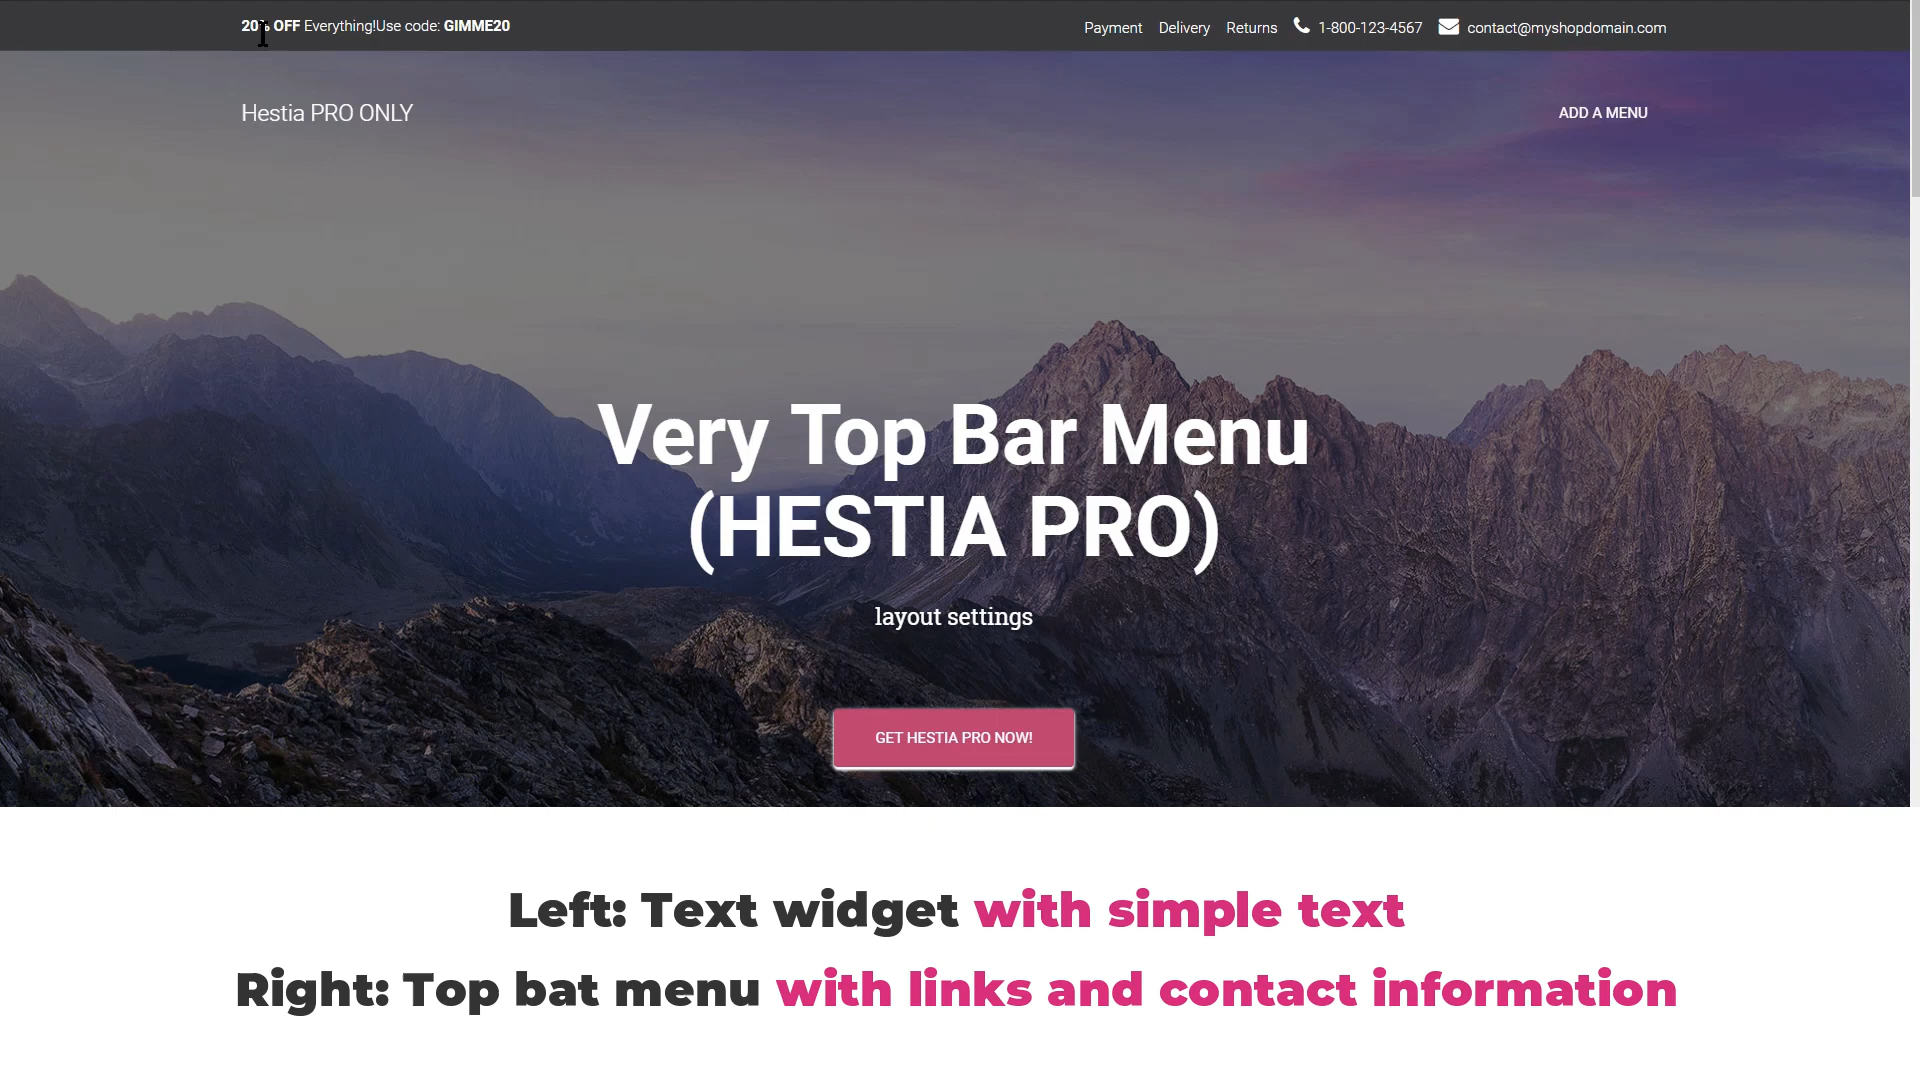 20% OFF Everything!Use code: GIMME20
Payment Delivery Returns 1-800-123-4567 contact@myshopdomain.com
Hestia PRO ONLY
ADD A MENU
Very Top Bar Menu
(HESTIA PRO)
layout settings
GET HESTIA PRO NOW!
Left: Text widget with simple text
Right: Top bat menu with links and contact information